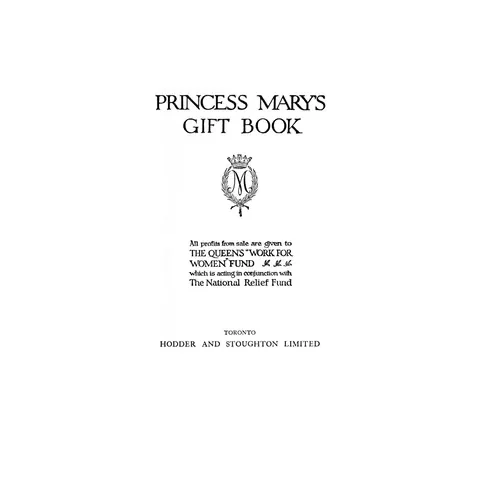 PRINCESS MARY'S
GIFT BOOK
M
All profits from sale are given to
THE QUEEN'S "WORK FOR
WOMEN" FUND
which is acting in conjunction with
The National Relief Fund
TORONTO
HODDER AND STOUGHTON LIMITED